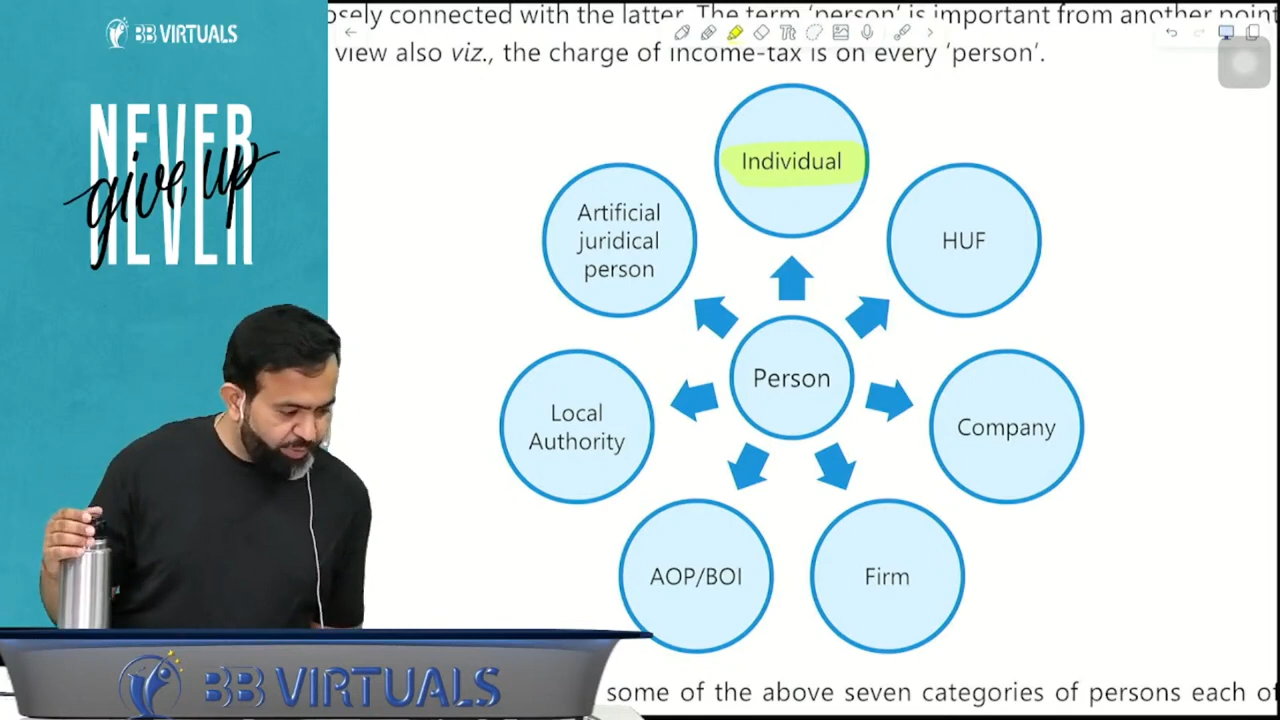 BB VIRTUALS
NEVER
give up
NEVER
osely connected with the latter. The term ‘person’ is important from another point
view also viz., the charge of income-tax is on every ‘person’.
Individual
Artificial
juridical
person
HUF
Person
Local
Authority
Company
AOP/BOI
Firm
BB VIRTUALS
some of the above seven categories of persons each of